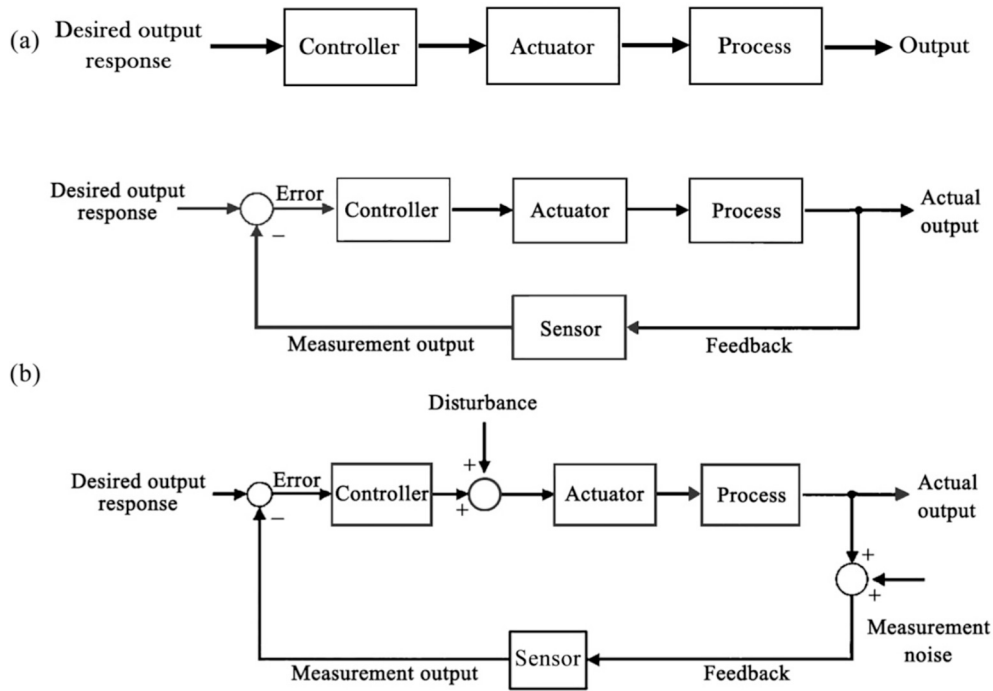 (a)
Desired output
response
Controller
Actuator
Process
Output
Desired output
response
Error
Controller
Actuator
Process
Actual
output
−
Sensor
Measurement output
Feedback
(b)
Disturbance
+
Desired output
response
Error
Controller
+
Actuator
Process
Actual
output
−
+
+
Measurement
noise
Sensor
Measurement output
Feedback